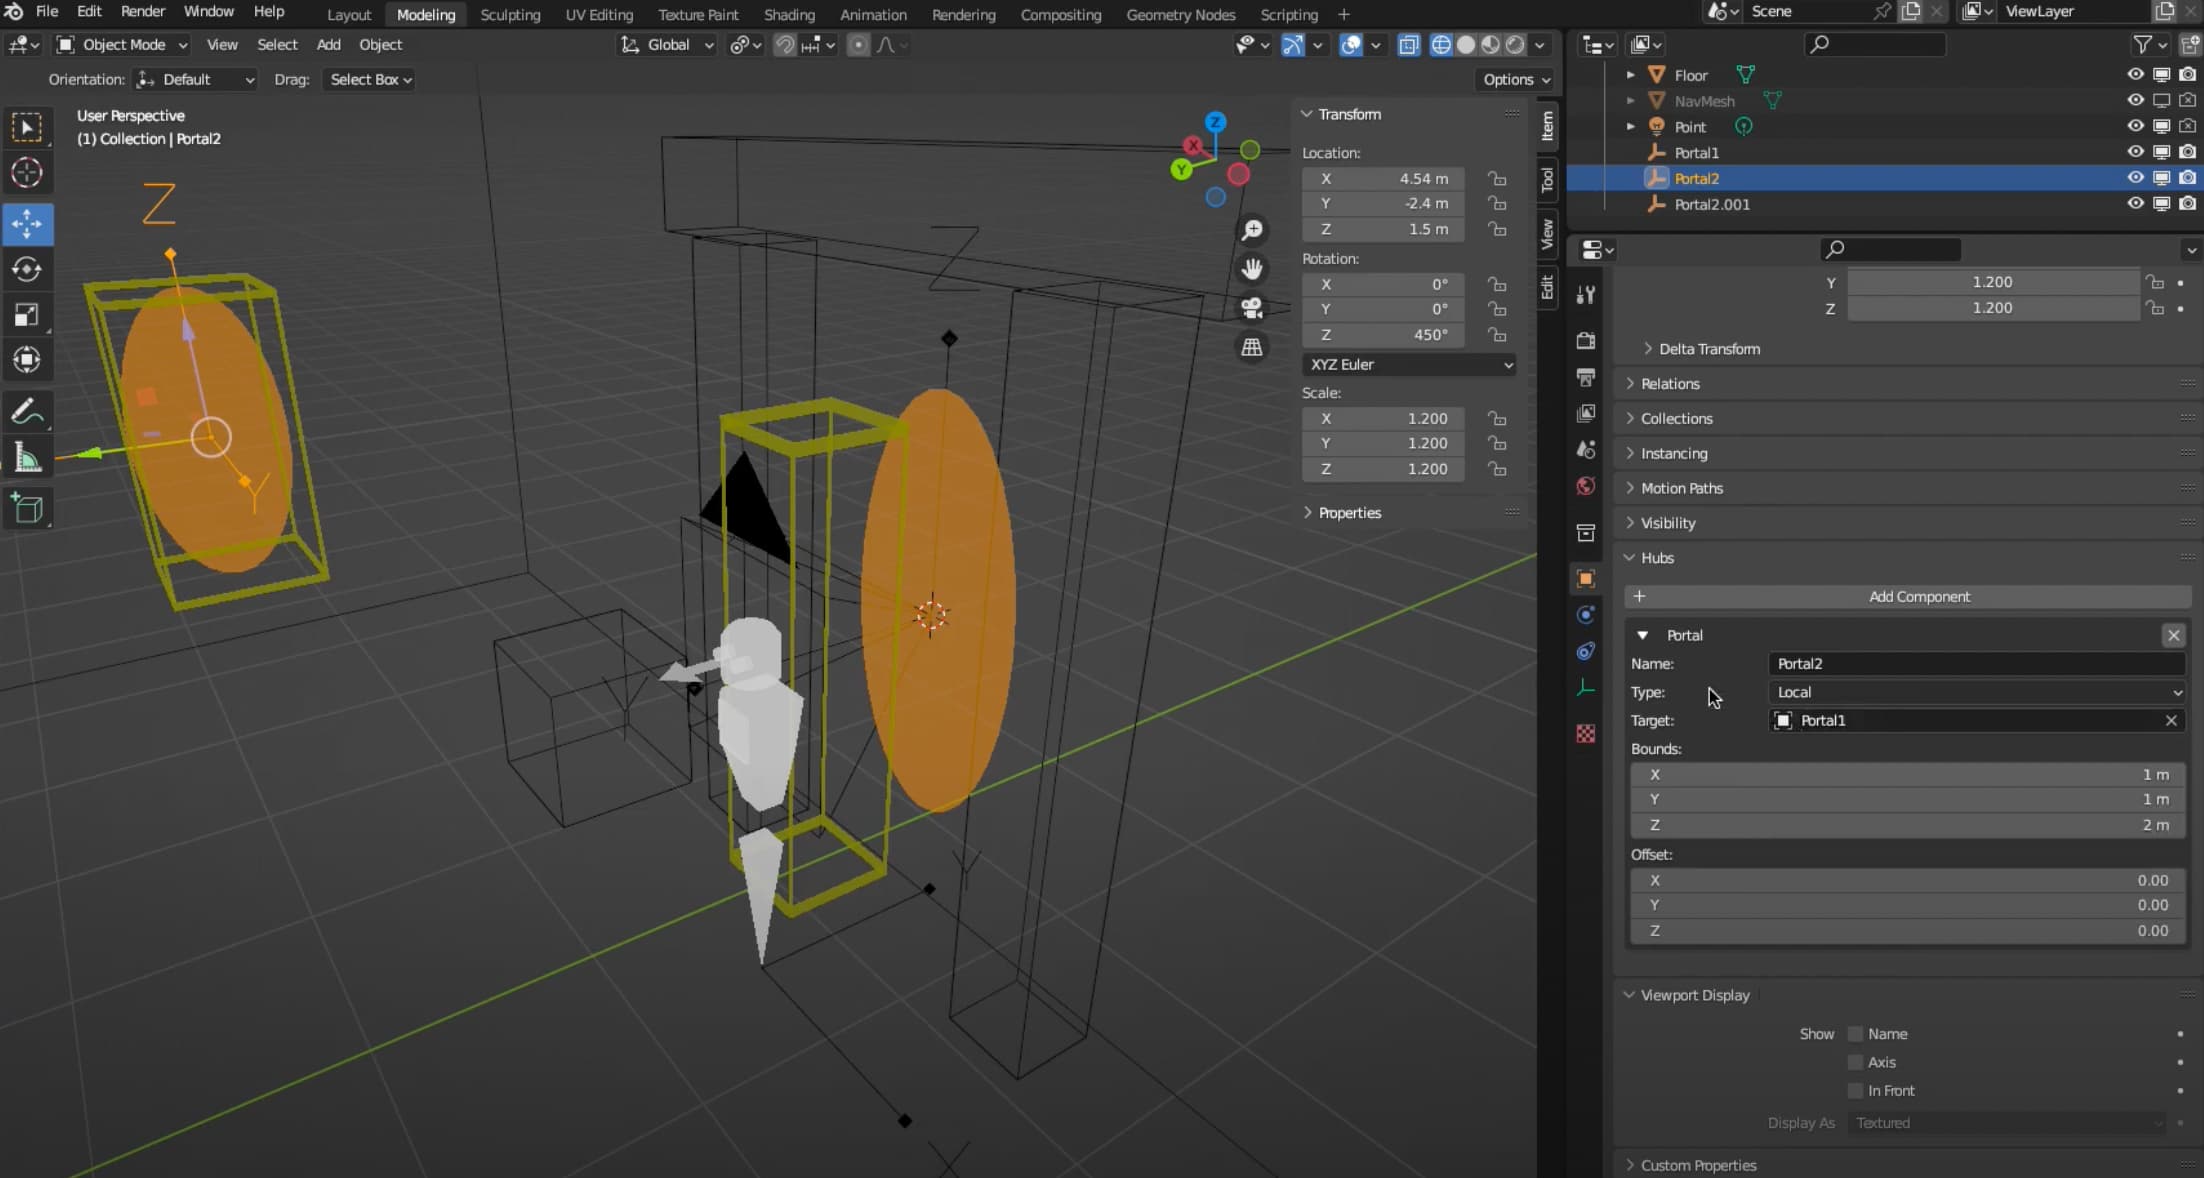 File Edit Render Window Help Layout Modeling Sculpting UV Editing Texture Paint Shading Animation Rendering Compositing Geometry Nodes Scripting + Scene ViewLayer
Object Mode View Select Add Object Global
Orientation: Default Drag: Select Box Options
User Perspective
(1) Collection | Portal2
Z
Y
Z
Y
Y
X
Z
X
Y
Transform
Location:
X 4.54 m
Y -2.4 m
Z 1.5 m
Rotation:
X 0°
Y 0°
Z 450°
XYZ Euler
Scale:
X 1.200
Y 1.200
Z 1.200
Properties
Item
Tool
View
Edit
Floor
NavMesh
Point
Portal1
Portal2
Portal2.001
Y 1.200
Z 1.200
Delta Transform
Relations
Collections
Instancing
Motion Paths
Visibility
Hubs
+ Add Component
Portal
Name: Portal2
Type: Local
Target: Portal1
Bounds:
X 1 m
Y 1 m
Z 2 m
Offset:
X 0.00
Y 0.00
Z 0.00
Viewport Display
Show Name
Axis
In Front
Display As Textured
Custom Properties